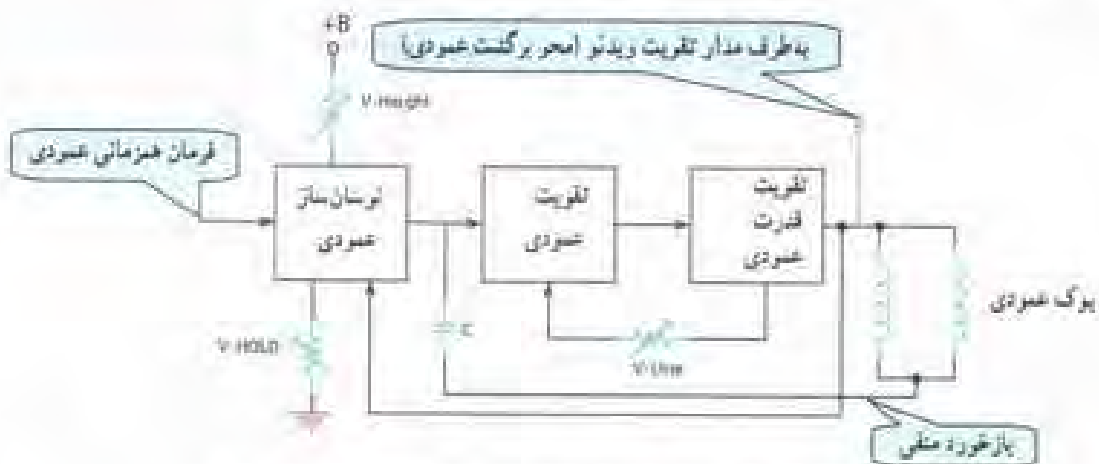 +B
به‌طرف مدار تقویت ویدئو (محو برگشت عمودی)
V-Height
فرمان همزمانی عمودی
نوسان‌ساز
عمودی
تقویت
عمودی
تقویت
قدرت
عمودی
یوک عمودی
V-HOLD
C
V-Line
بازخورد منفی